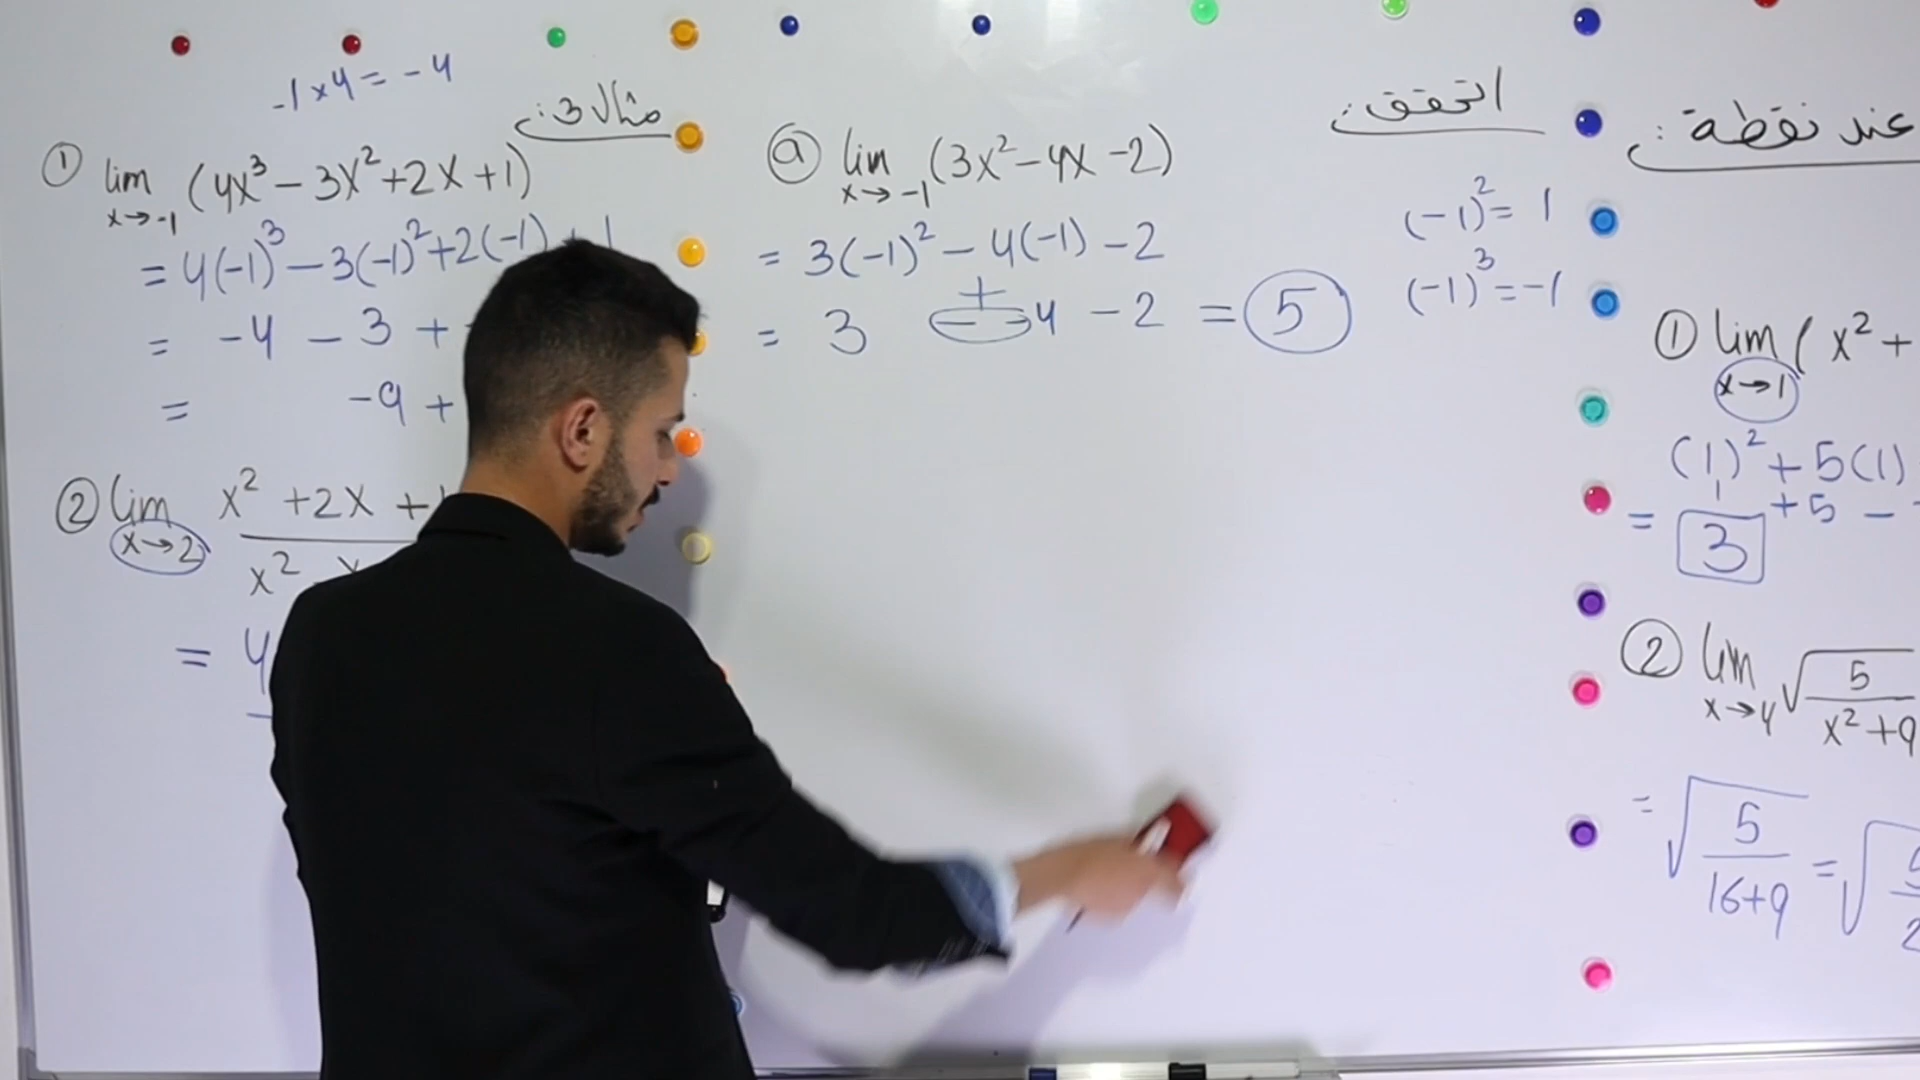 -1×4 = -4
مثال 3:
① lim (4x³ - 3x² + 2x + 1)
x→-1
= 4(-1)³ - 3(-1)² + 2(-1) + 1
= -4 - 3 +
= -9 +
② lim x² + 2x +
x→2 x² - x
= 4
اتحقق:
ⓐ lim (3x² - 4x - 2)
x→-1
= 3(-1)² - 4(-1) - 2
+
= 3 - -4 - 2 = 5
(-1)² = 1
(-1)³ = -1
عند نقطة:
① lim (x² +
x→1
(1)² + 5(1)
1 + 5 -
= 3
② lim √5
x→4 x² + 9
= √5/16+9 = √